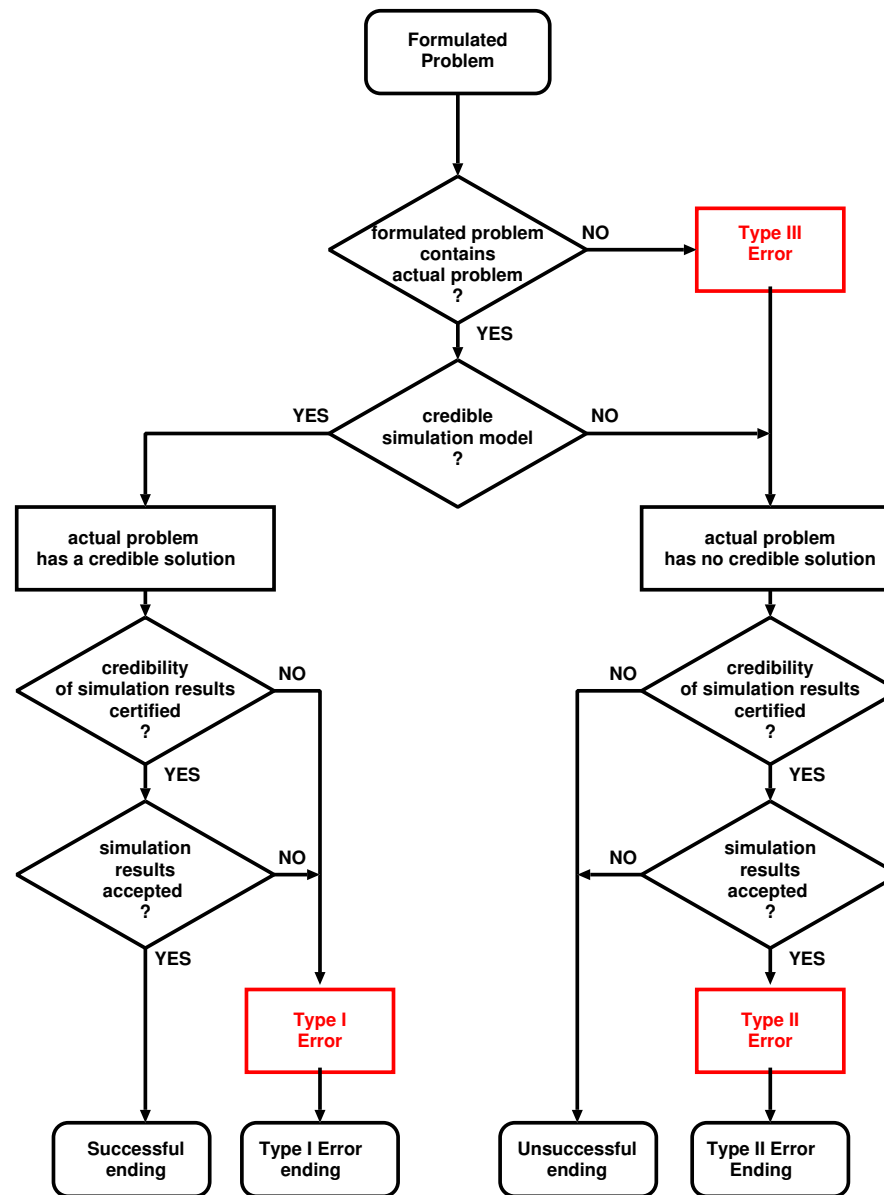 Formulated
Problem
formulated problem
contains
actual problem
?
NO
Type III
Error
YES
credible
simulation model
?
YES
NO
actual problem
has a credible solution
actual problem
has no credible solution
credibility
of simulation results
certified
?
NO
YES
NO
credibility
of simulation results
certified
?
YES
simulation
results
accepted
?
NO
YES
NO
simulation
results
accepted
?
YES
Type I
Error
Type II
Error
Successful
ending
Type I Error
ending
Unsuccessful
ending
Type II Error
Ending